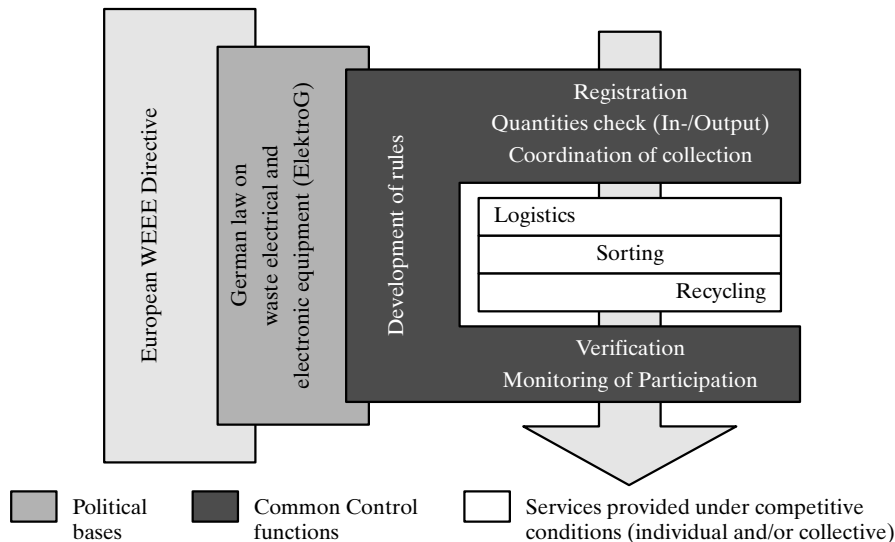 European WEEE Directive
German law on
waste electrical and
electronic equipment (ElektroG)
Development of rules
Registration
Quantities check (In-/Output)
Coordination of collection
Logistics
Sorting
Recycling
Verification
Monitoring of Participation
Political
bases
Common Control
functions
Services provided under competitive
conditions (individual and/or collective)